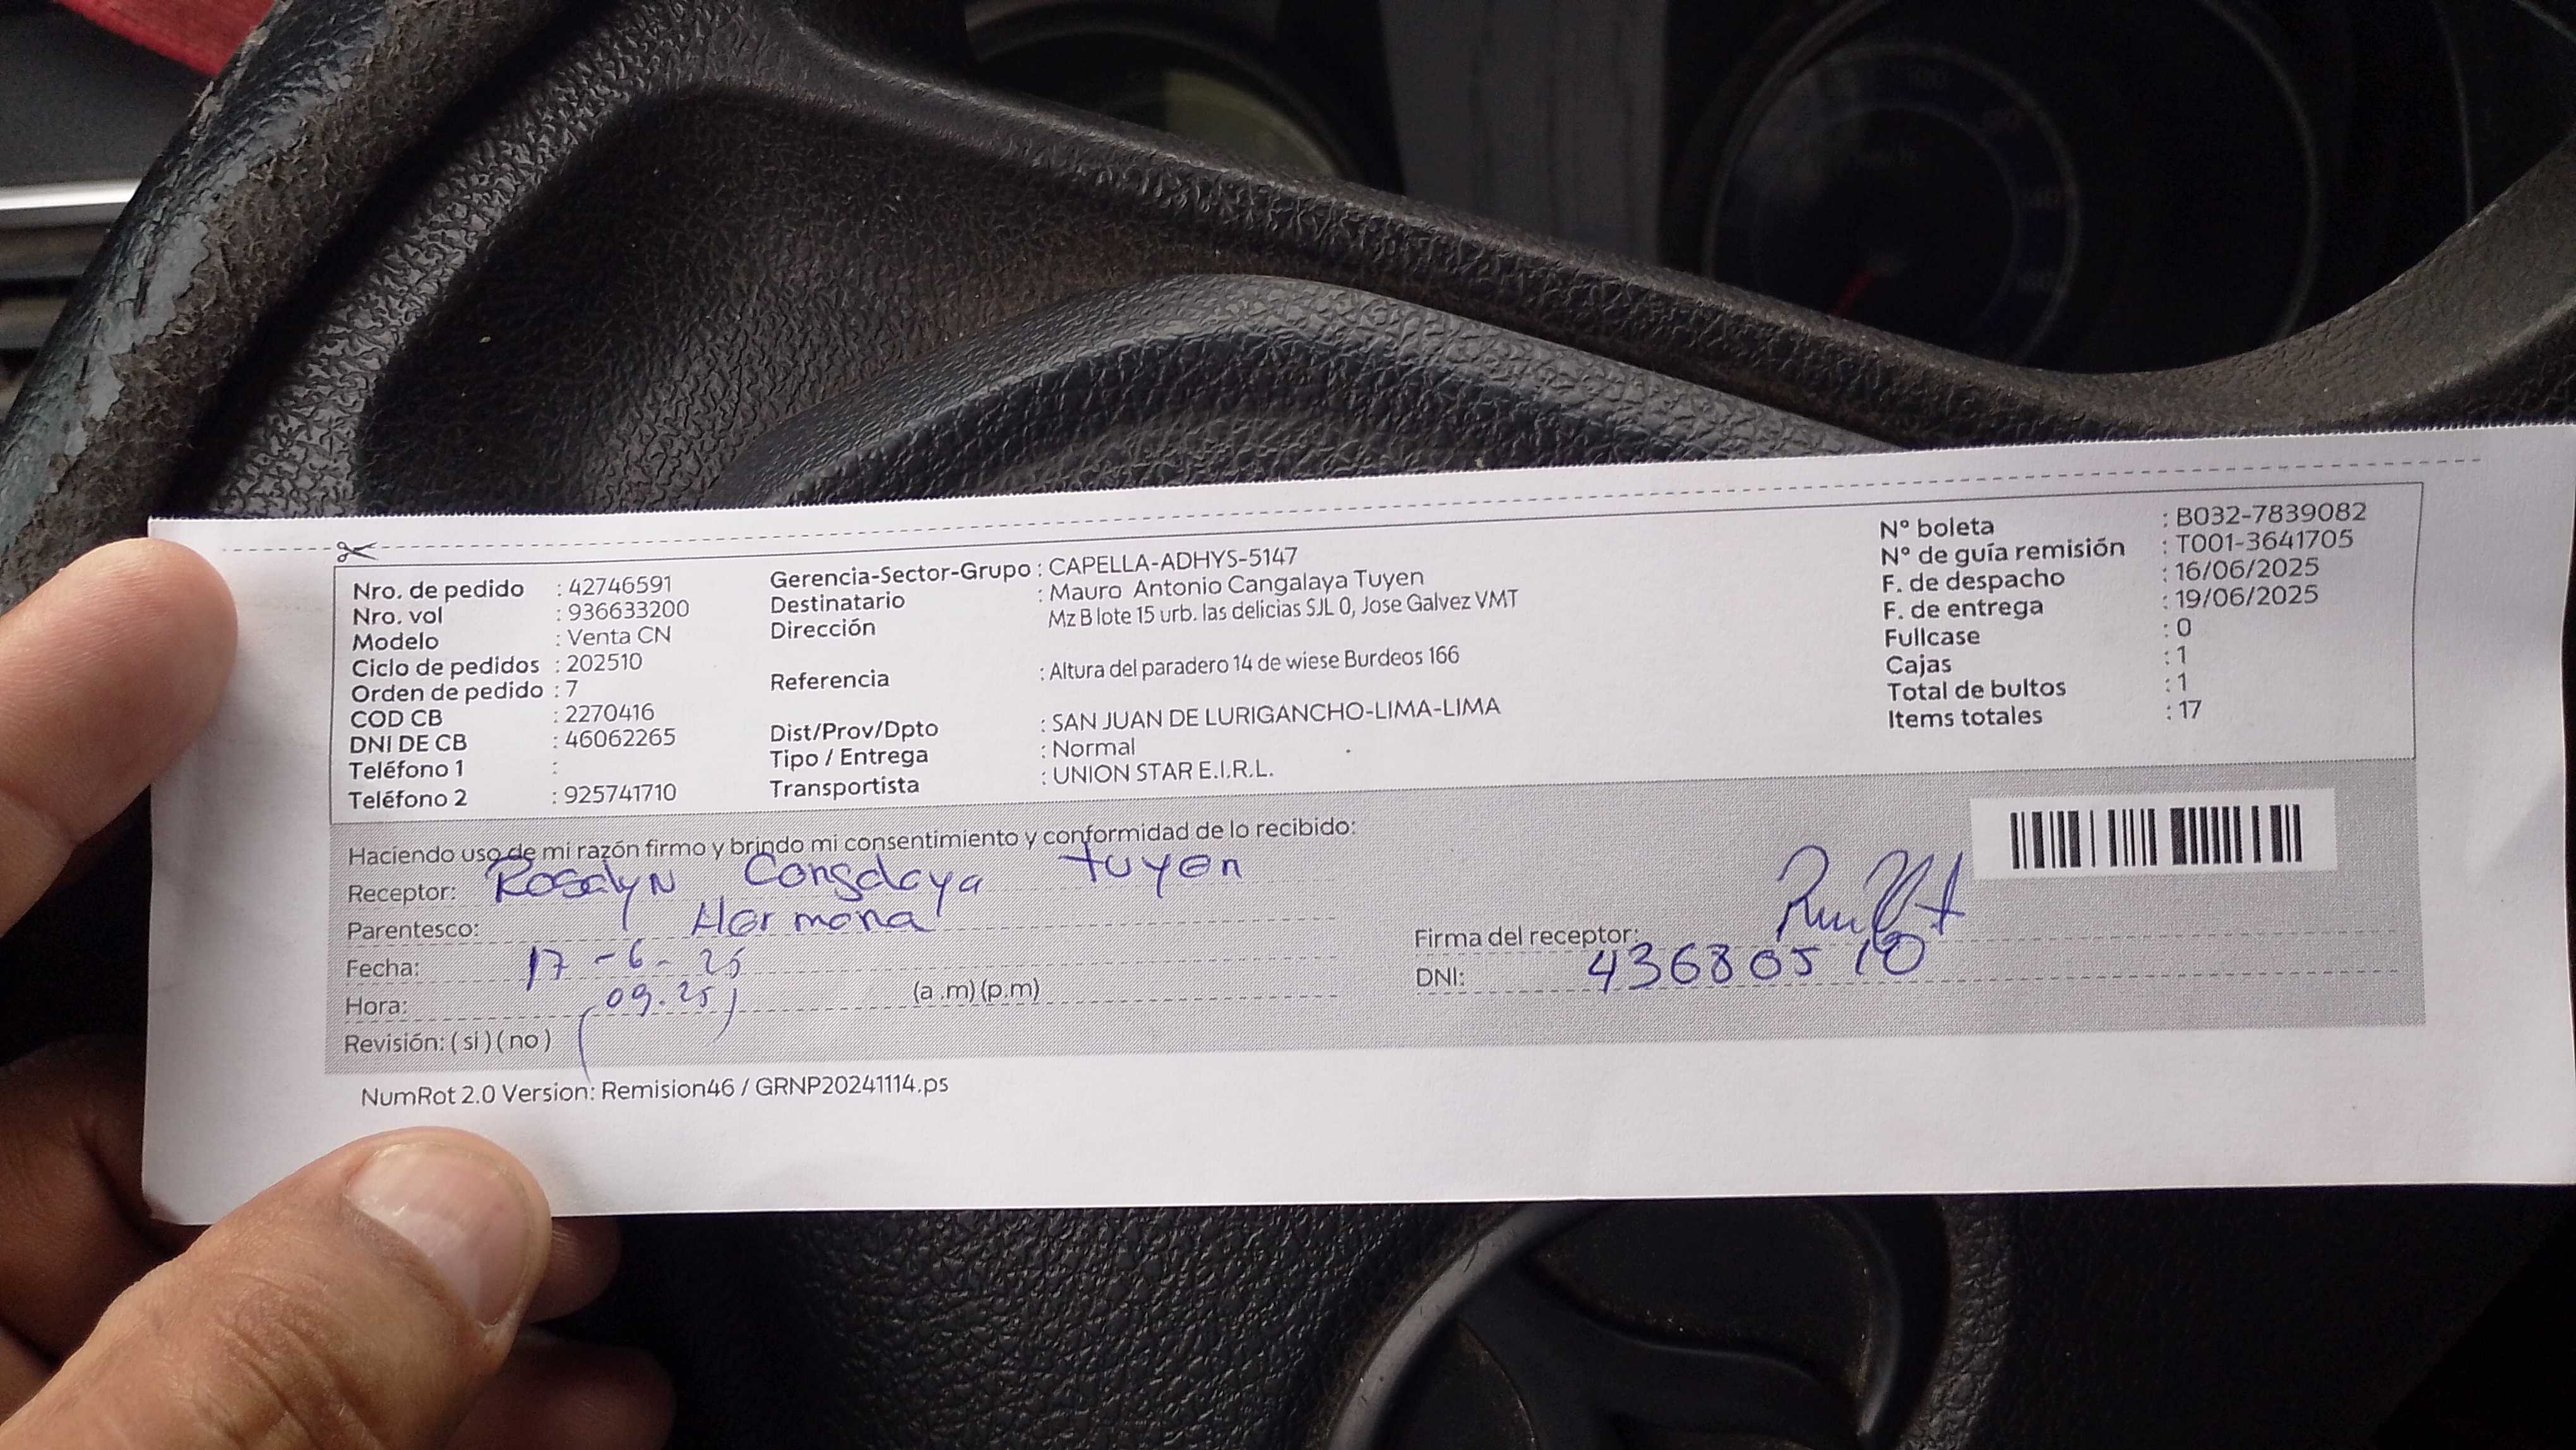 Nro. de pedido : 42746591
Nro. vol : 936633200
Modelo : Venta CN
Ciclo de pedidos : 202510
Orden de pedido : 7
COD CB : 2270416
DNI DE CB : 46062265
Teléfono 1 :
Teléfono 2 : 925741710
Gerencia-Sector-Grupo : CAPELLA-ADHYS-5147
Destinatario : Mauro Antonio Cangalaya Tuyen
Dirección Mz B lote 15 urb. las delicias SJL 0, Jose Galvez VMT
Referencia : Altura del paradero 14 de wiese Burdeos 166
Dist/Prov/Dpto : SAN JUAN DE LURIGANCHO-LIMA-LIMA
Tipo / Entrega : Normal
Transportista : UNION STAR E.I.R.L.
N° boleta : B032-7839082
N° de guía remisión : T001-3641705
F. de despacho : 16/06/2025
F. de entrega : 19/06/2025
Fullcase : 0
Cajas : 1
Total de bultos : 1
Items totales : 17
Haciendo uso de mi razón firmo y brindo mi consentimiento y conformidad de lo recibido:
Receptor: Rosalyn Cangalaya tuyen
Parentesco: Hermana
Fecha: 17-6-25
Hora: 09.25 (a .m) (p.m)
Revisión: ( si ) ( no )
Firma del receptor:
DNI: 43680510
NumRot 2.0 Version: Remision46 / GRNP20241114.ps